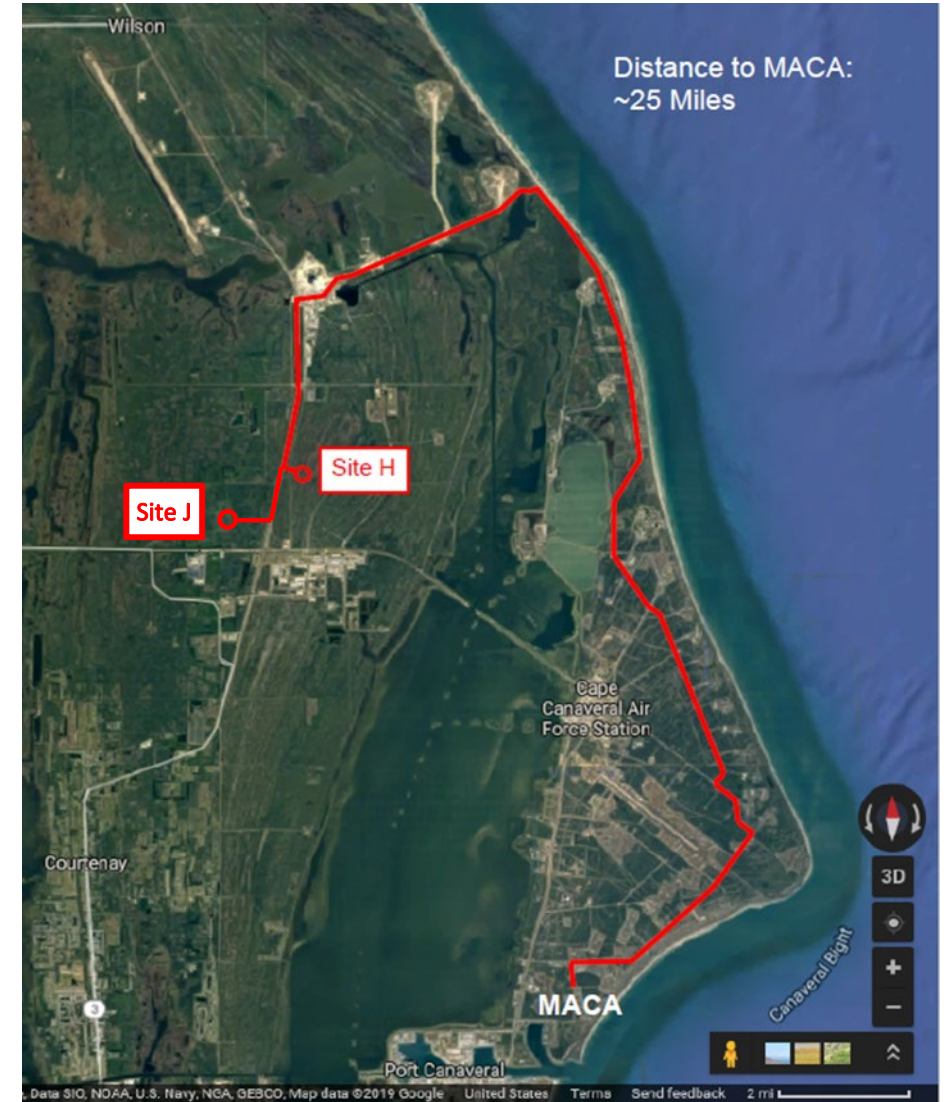 Wilson
Distance to MACA:
~25 Miles
Site H
Site J
Cape
Canaveral Air
Force Station
Courtenay
3D
Canaveral Bight
3
MACA
Port Canaveral
, Data SIO, NOAA, U.S. Navy, NGA, GEBCO, Map data ©2019 Google United States Terms Send feedback 2 mi